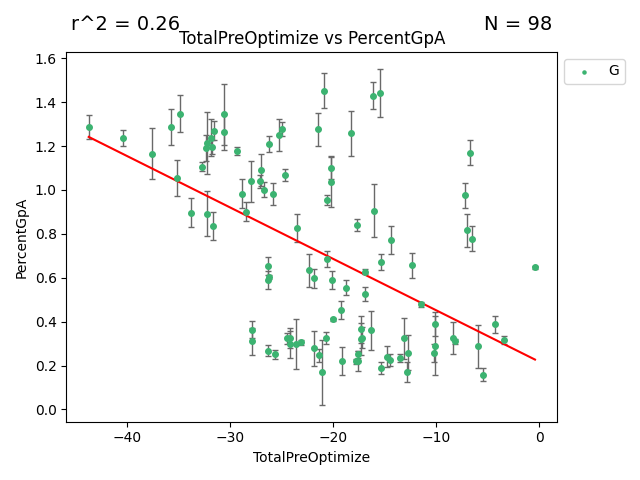 r^2 = 0.26
N = 98
TotalPreOptimize vs PercentGpA
G
1.6
1.4
1.2
1.0
0.8
0.6
0.4
0.2
0.0
PercentGpA
−40
−30
−20
−10
0
TotalPreOptimize